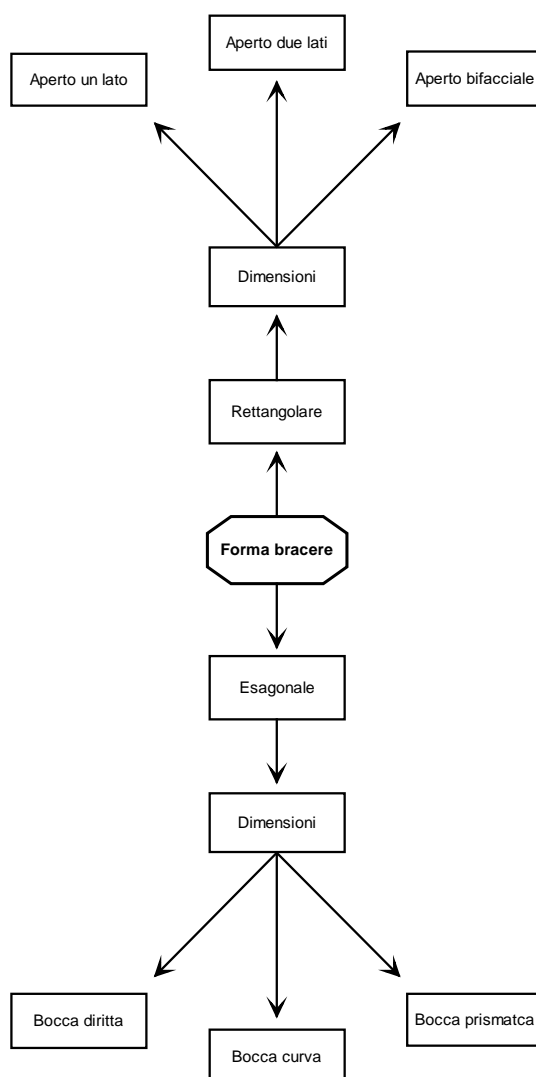 Aperto due lati
Aperto un lato
Aperto bifacciale
Dimensioni
Rettangolare
Forma bracere
Esagonale
Dimensioni
Bocca diritta
Bocca prismatca
Bocca curva